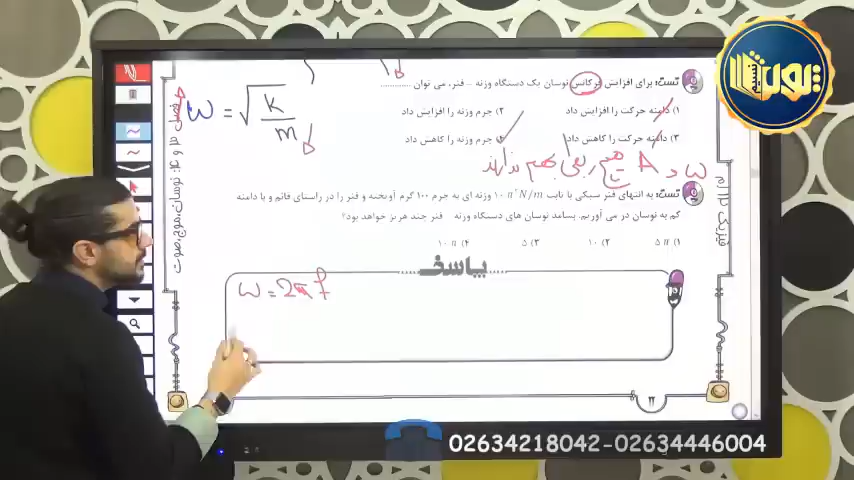 تست: برای افزایش فرکانس نوسان یک دستگاه وزنه – فنر، می توان ............
۱) دامنه حرکت را افزایش داد
۲) جرم وزنه را افزایش داد
۳) دامنه حرکت را کاهش داد
جرم وزنه را کاهش داد
ω = √k/m
A و ω هیچ ربطی بهم ندارند
تست: به انتهای فنر سبکی با ثابت ۱۰π²N/m وزنه ای به جرم ۱۰۰ گرم آویخته و فنر را در راستای قائم و با دامنه
کم به نوسان در می آوریم. بسامد نوسان های دستگاه وزنه – فنر چند هرتز خواهد بود؟
۱) ۵π
۲) ۱۰
۳) ۵
۴) ۱۰π
پاسخ
ω = 2πf
فصل ۳ و ۴: نوسان، موج، صوت
فیزیک ۱۲ام
02634218042-02634446004